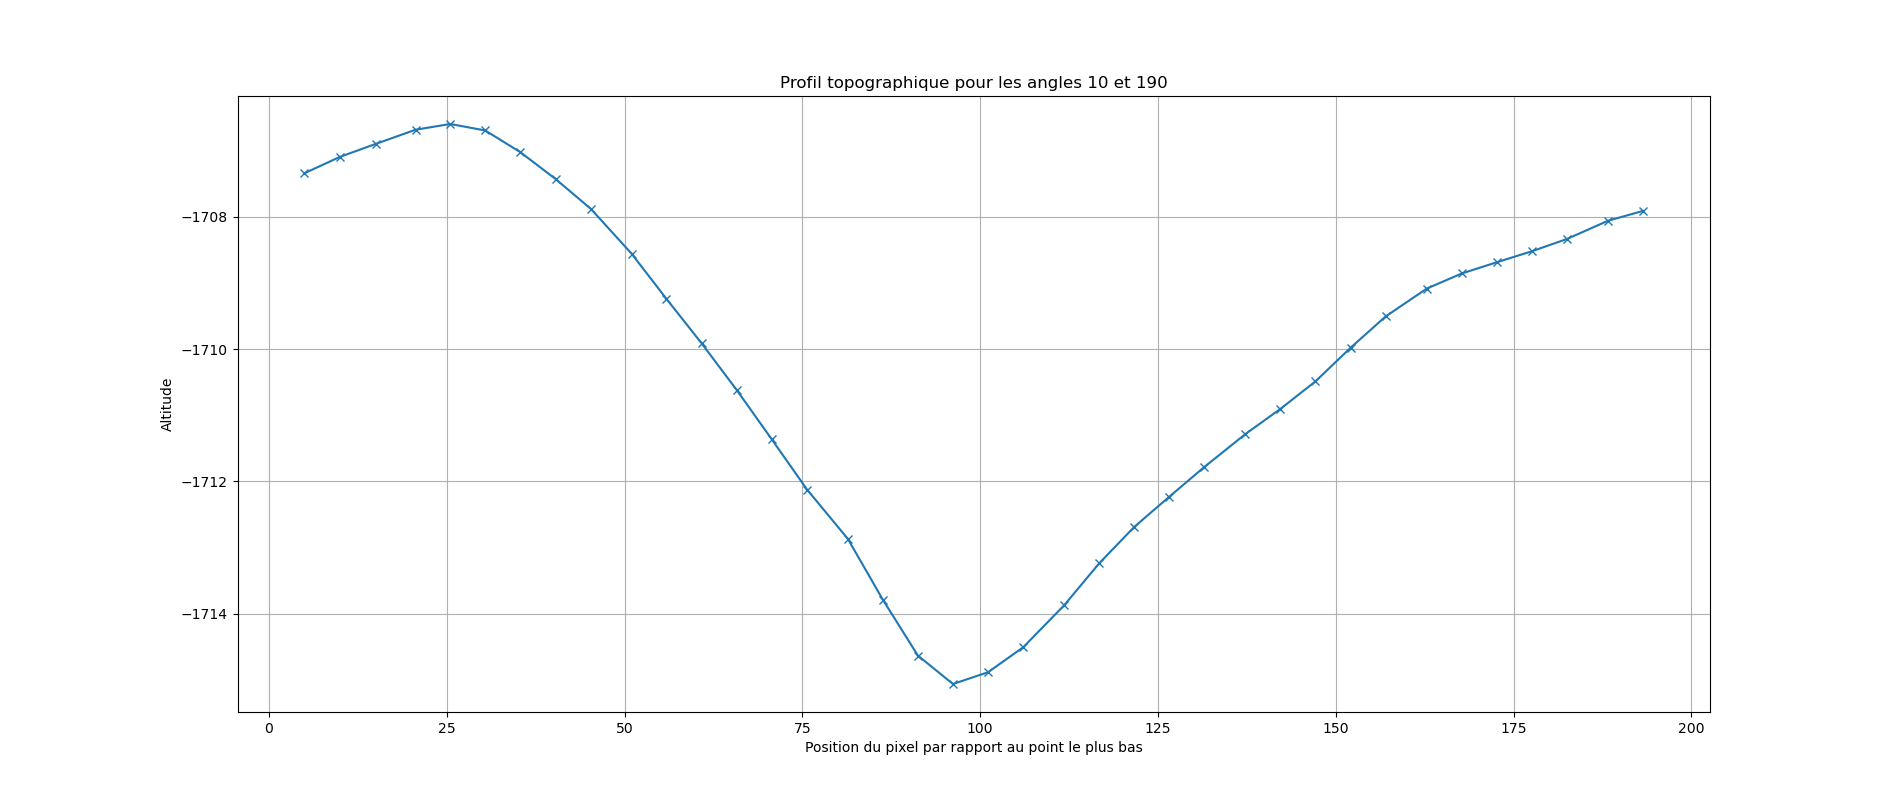 Profil topographique pour les angles 10 et 190
−1708
−1710
−1712
−1714
Altitude
0 25 50 75 100 125 150 175 200
Position du pixel par rapport au point le plus bas